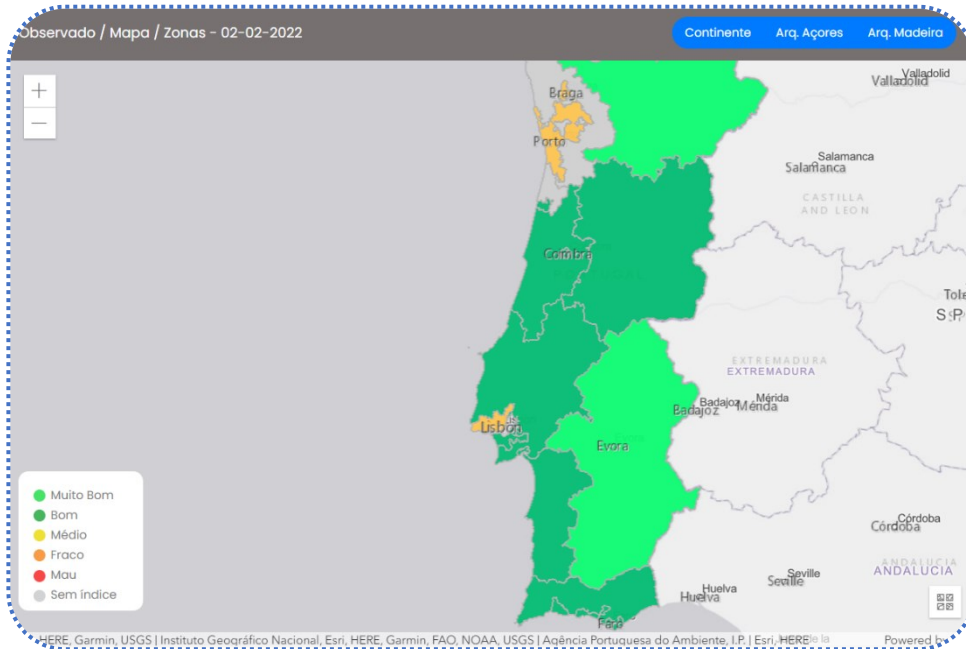 Observado / Mapa / Zonas - 02-02-2022
Continente Arq. Açores Arq. Madeira
+
−
Valladolid
Valladolid
Braga
Porto
Salamanca
Salamanca
CASTILLA
AND LEON
Coimbra
Tole
S P
EXTREMADURA
EXTREMADURA
Badajoz Mérida
Badajoz Mérida
Lisbon
Evora
Muito Bom
Bom
Médio
Fraco
Mau
Sem índice
Córdoba
Córdoba
ANDALUCIA
ANDALUCIA
Seville
Seville
Huelva
Huelva
Faro
HERE, Garmin, USGS | Instituto Geográfico Nacional, Esri, HERE, Garmin, FAO, NOAA, USGS | Agência Portuguesa do Ambiente, I.P. | Esri, HERE
Powered by